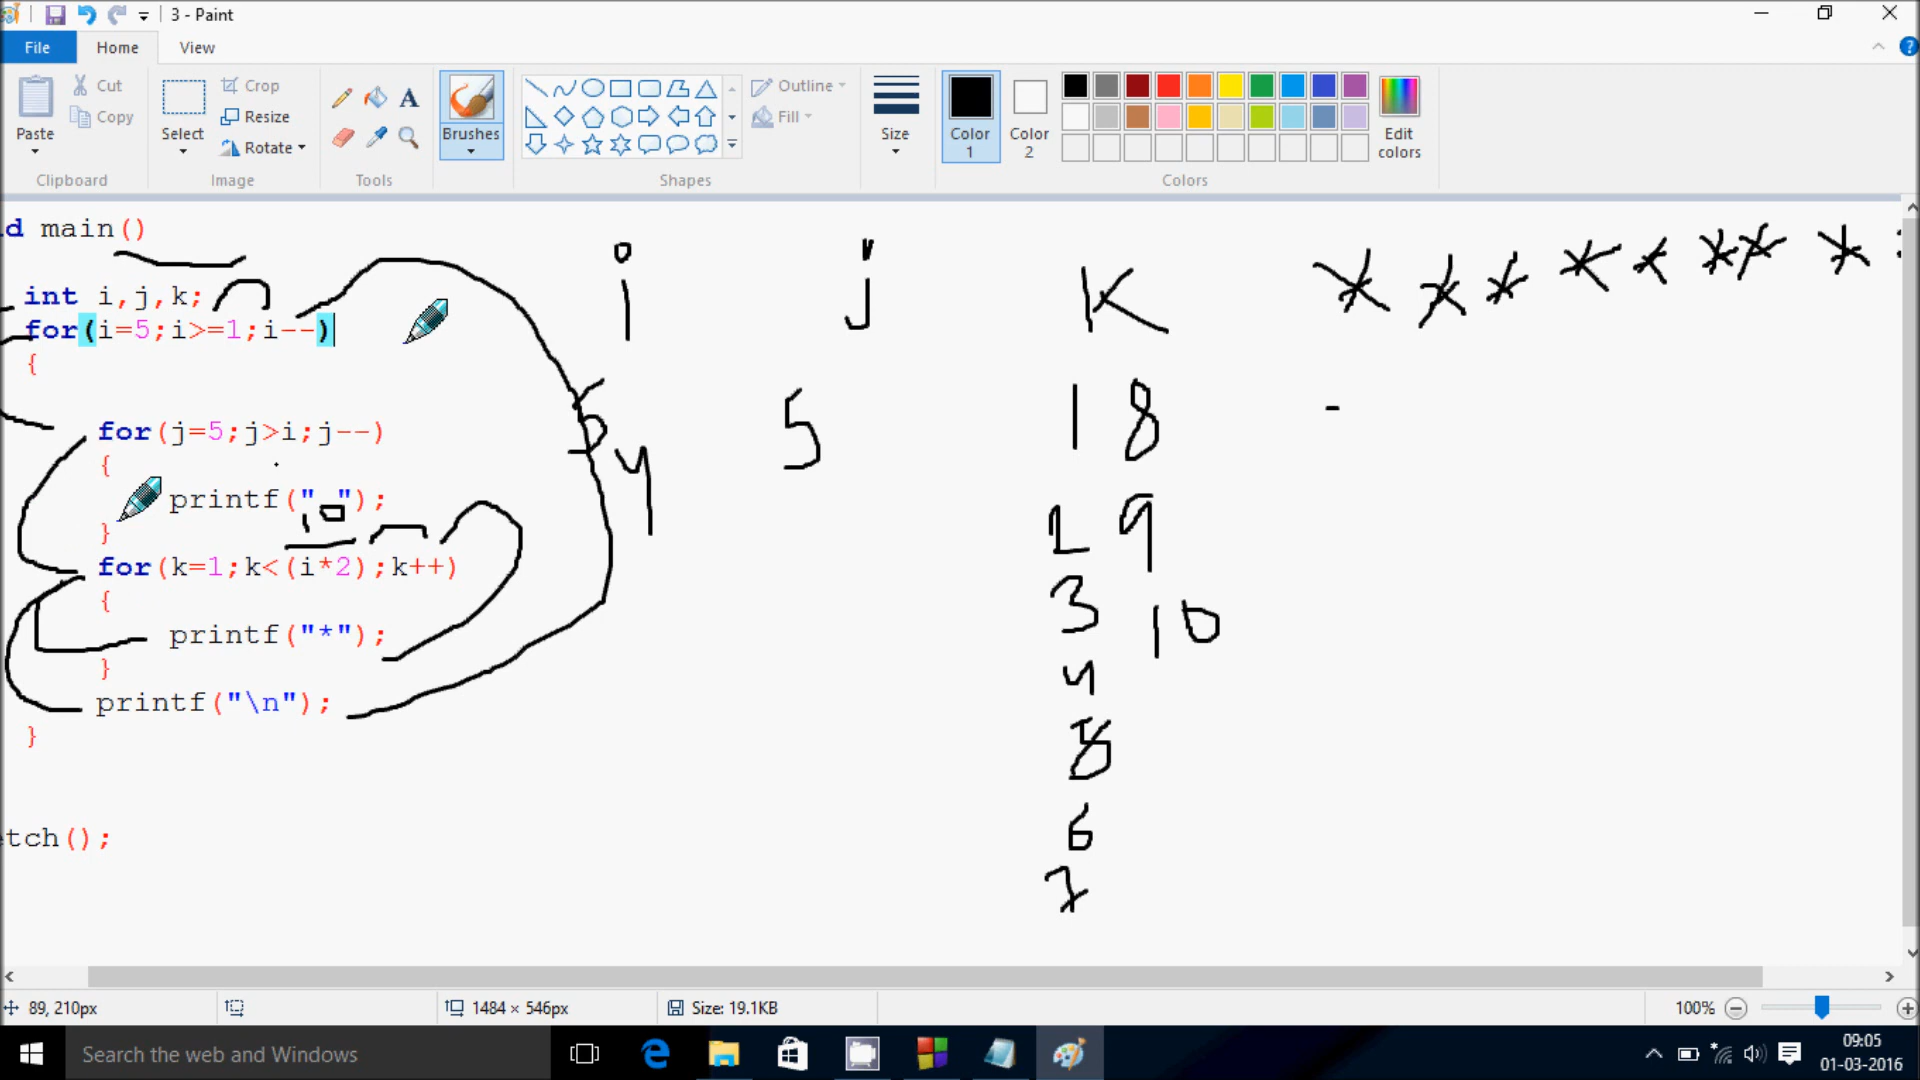 3 - Paint
File Home View
Paste
Cut
Copy
Clipboard
Select
Crop
Resize
Rotate
Image
A
Tools
Brushes
Shapes
Outline
Fill
Size
Color 1
Color 2
Edit colors
Colors
d main()
int i,j,k;
for(i=5;i>=1;i--)
{
for(j=5;j>i;j--)
{
printf(" ");
}
10
for(k=1;k<(i*2);k++)
{
printf("*");
}
printf("\n");
}
etch();
i j K * * * * * * * *
5 5 1 8 -
4
2 9
3 10
4
5
6
7
89, 210px
1484 × 546px
Size: 19.1KB
100%
Search the web and Windows
09:05
01-03-2016